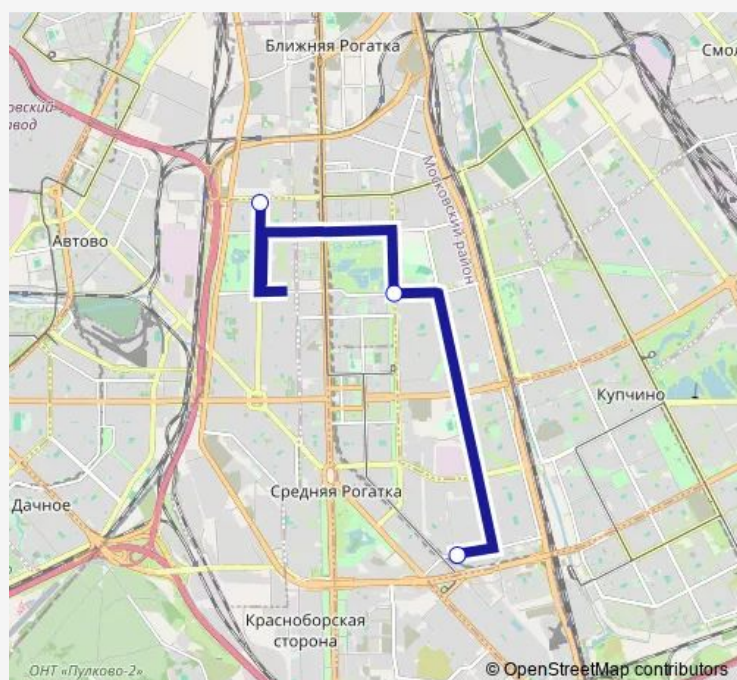 Ближняя Рогатка
Смол
овский
вод
Московский район
Автово
Купчино
Средняя Рогатка
Дачное
Красноборская
сторона
ОНТ «Пулково-2»
© OpenStreetMap contributors